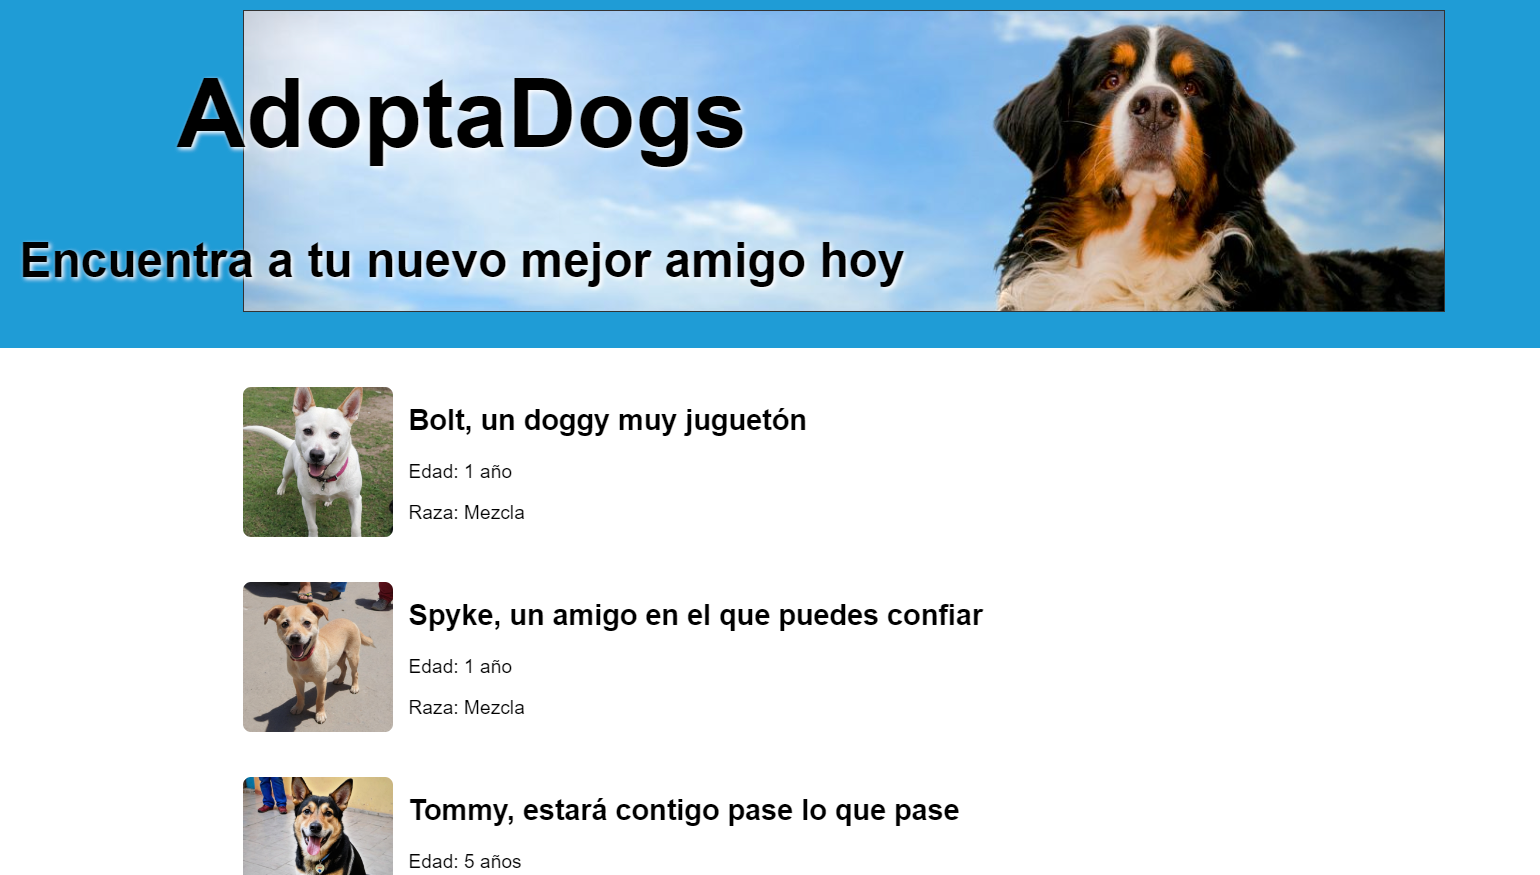 AdoptaDogs
Encuentra a tu nuevo mejor amigo hoy
Bolt, un doggy muy juguetón
Edad: 1 año
Raza: Mezcla
Spyke, un amigo en el que puedes confiar
Edad: 1 año
Raza: Mezcla
Tommy, estará contigo pase lo que pase
Edad: 5 años